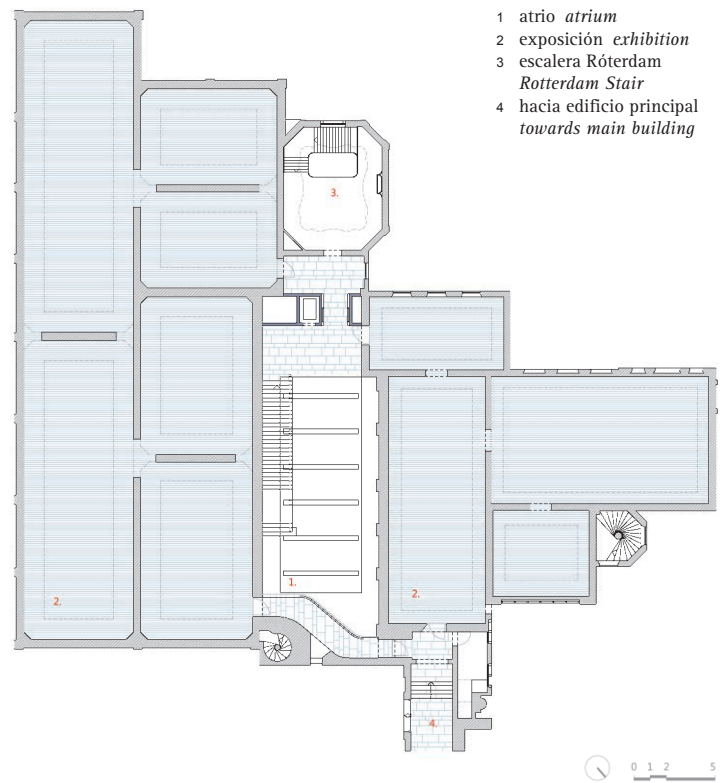 1 atrio atrium
2 exposición exhibition
3 escalera Róterdam
Rotterdam Stair
4 hacia edificio principal
towards main building
3.
1.
2.
2.
4.
0 1 2 5